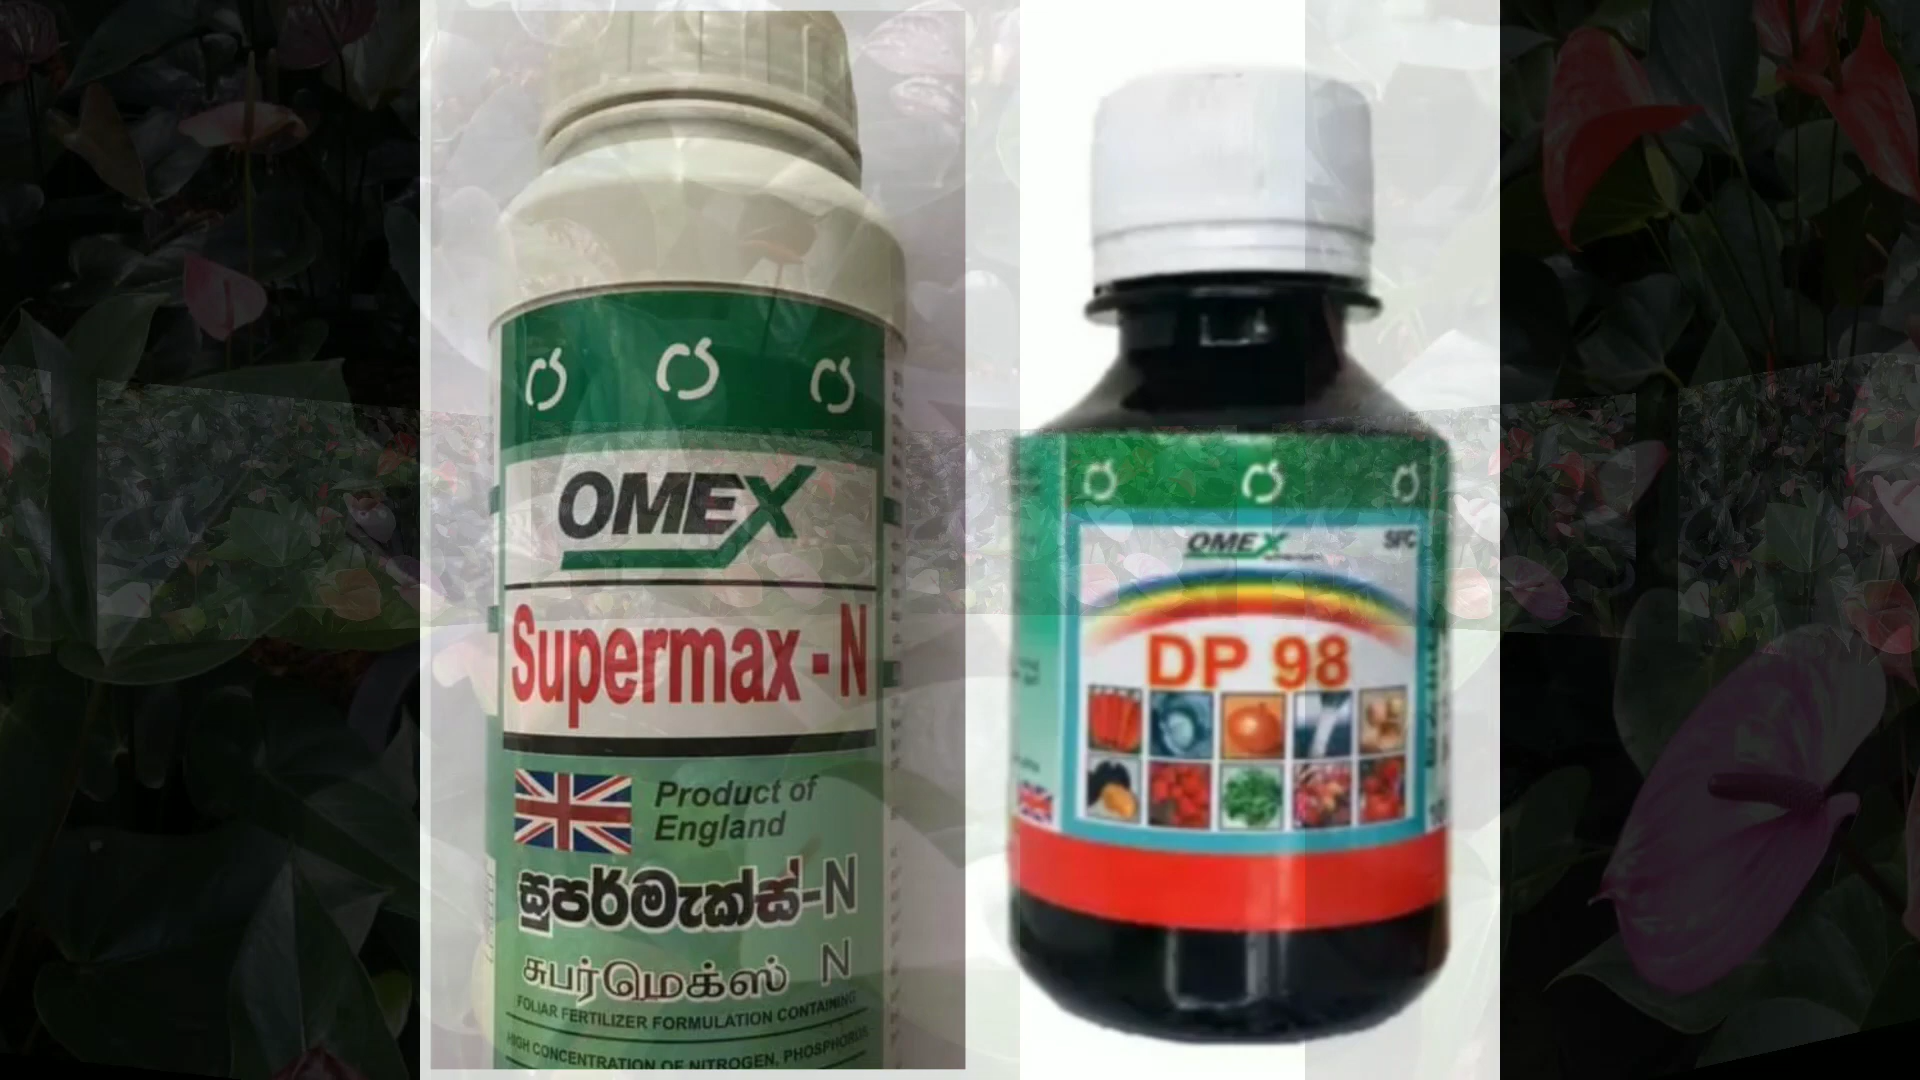 OMEX
Supermax - N
Product of
England
සුපර්මැක්ස්-N
சுபர்மெக்ஸ் N
FOLIAR FERTILIZER FORMULATION CONTAINING
HIGH CONCENTRATION OF NITROGEN, PHOSPHORUS
OMEX
SFC
DP 98